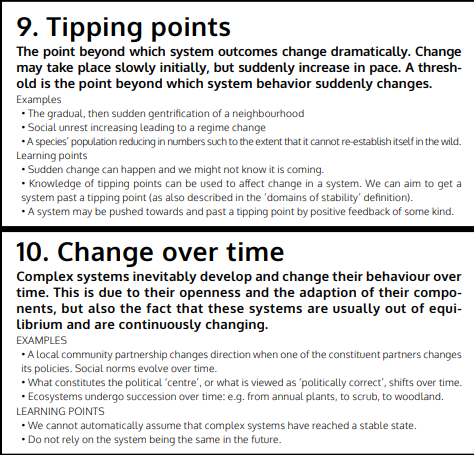 9. Tipping points
The point beyond which system outcomes change dramatically. Change
may take place slowly initially, but suddenly increase in pace. A thresh-
old is the point beyond which system behavior suddenly changes.
Examples
• The gradual, then sudden gentrification of a neighbourhood
• Social unrest increasing leading to a regime change
• A species' population reducing in numbers such to the extent that it cannot re-establish itself in the wild.
Learning points
• Sudden change can happen and we might not know it is coming.
• Knowledge of tipping points can be used to affect change in a system. We can aim to get a
system past a tipping point (as also described in the 'domains of stability' definition).
• A system may be pushed towards and past a tipping point by positive feedback of some kind.
10. Change over time
Complex systems inevitably develop and change their behaviour over
time. This is due to their openness and the adaption of their compo-
nents, but also the fact that these systems are usually out of equi-
librium and are continuously changing.
EXAMPLES
• A local community partnership changes direction when one of the constituent partners changes
its policies. Social norms evolve over time.
• What constitutes the political 'centre', or what is viewed as 'politically correct', shifts over time.
• Ecosystems undergo succession over time: e.g. from annual plants, to scrub, to woodland.
LEARNING POINTS
• We cannot automatically assume that complex systems have reached a stable state.
• Do not rely on the system being the same in the future.